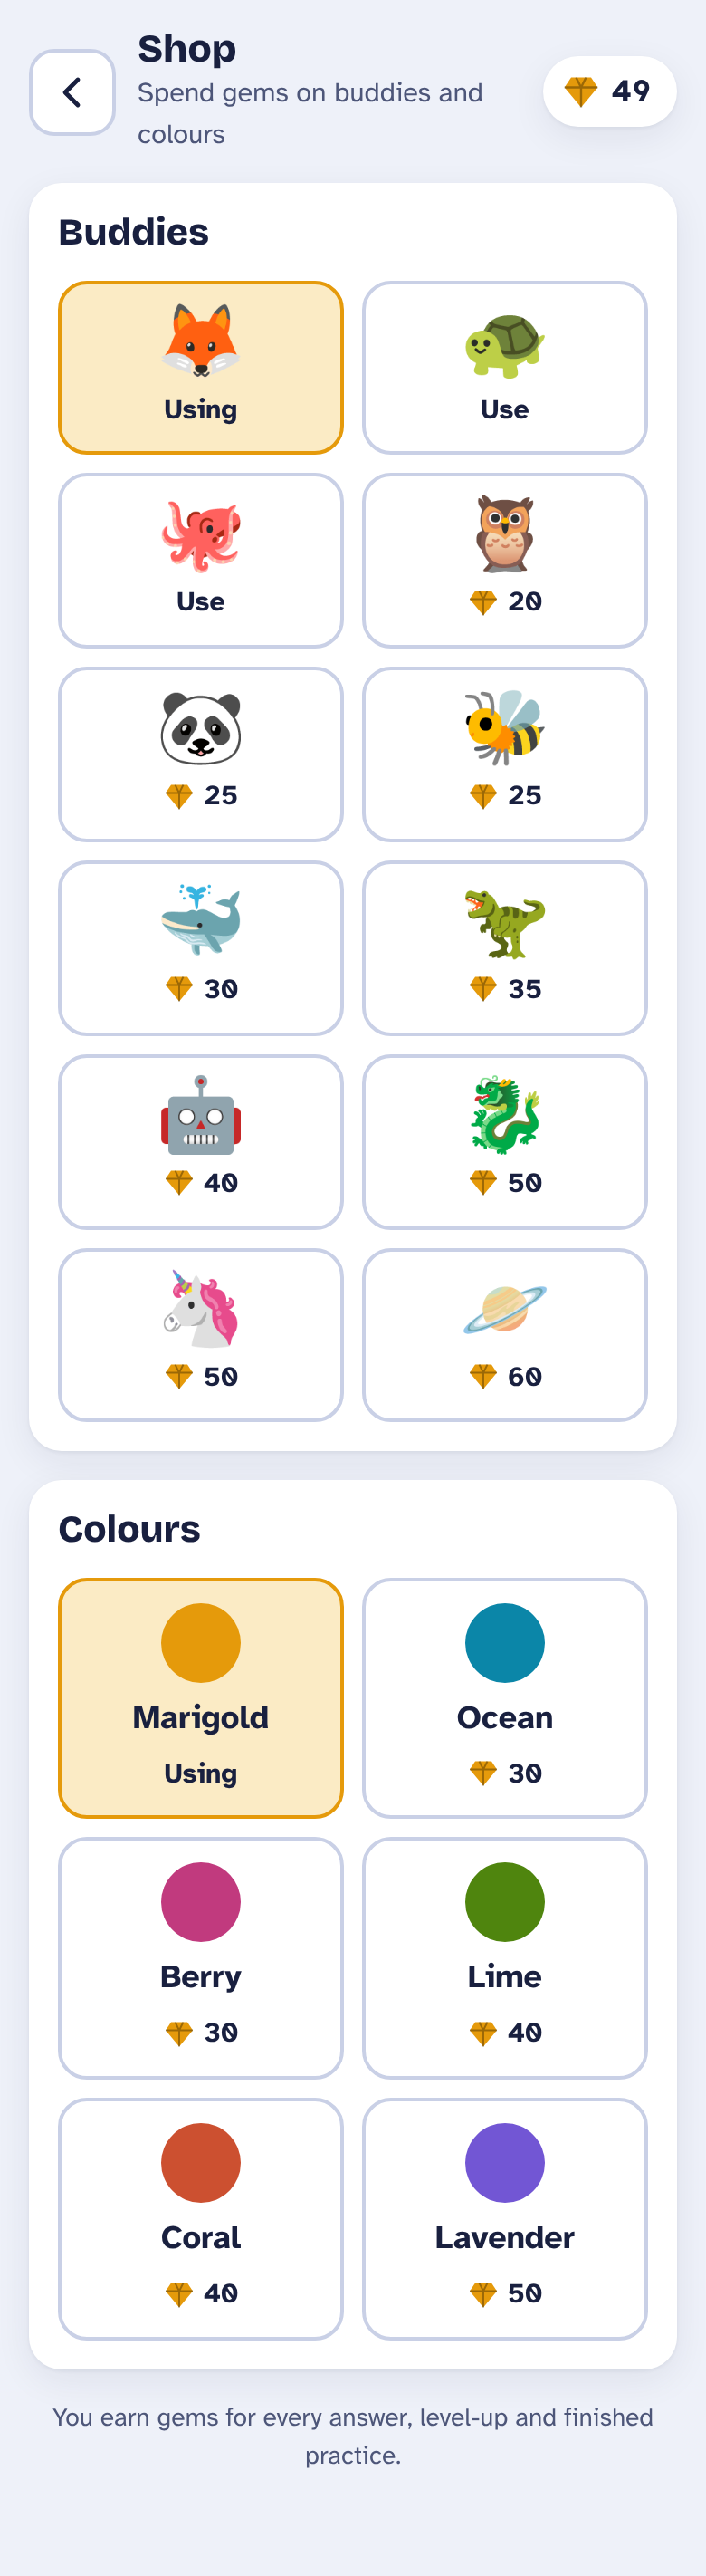 Shop
Spend gems on buddies and
colours
49
Buddies
Using
Use
Use
20
25
25
30
35
40
50
50
60
Colours
Marigold
Using
Ocean
30
Berry
30
Lime
40
Coral
40
Lavender
50
You earn gems for every answer, level-up and finished
practice.